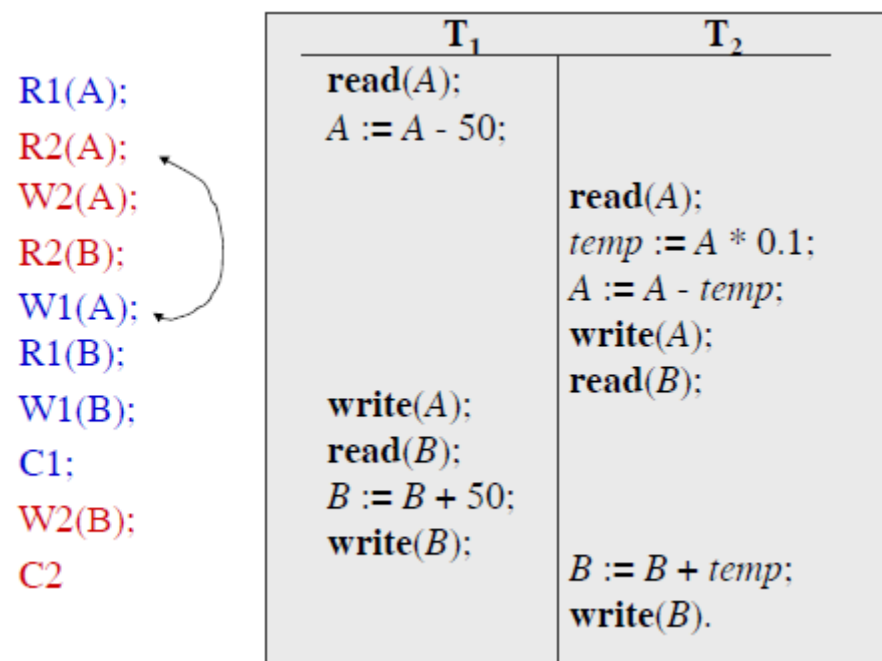 R1(A);
R2(A);
W2(A);
R2(B);
W1(A);
R1(B);
W1(B);
C1;
W2(B);
C2
T₁ T₂
read(A);
A := A - 50;
read(A);
temp := A * 0.1;
A := A - temp;
write(A);
read(B);
write(A);
read(B);
B := B + 50;
write(B);
B := B + temp;
write(B).